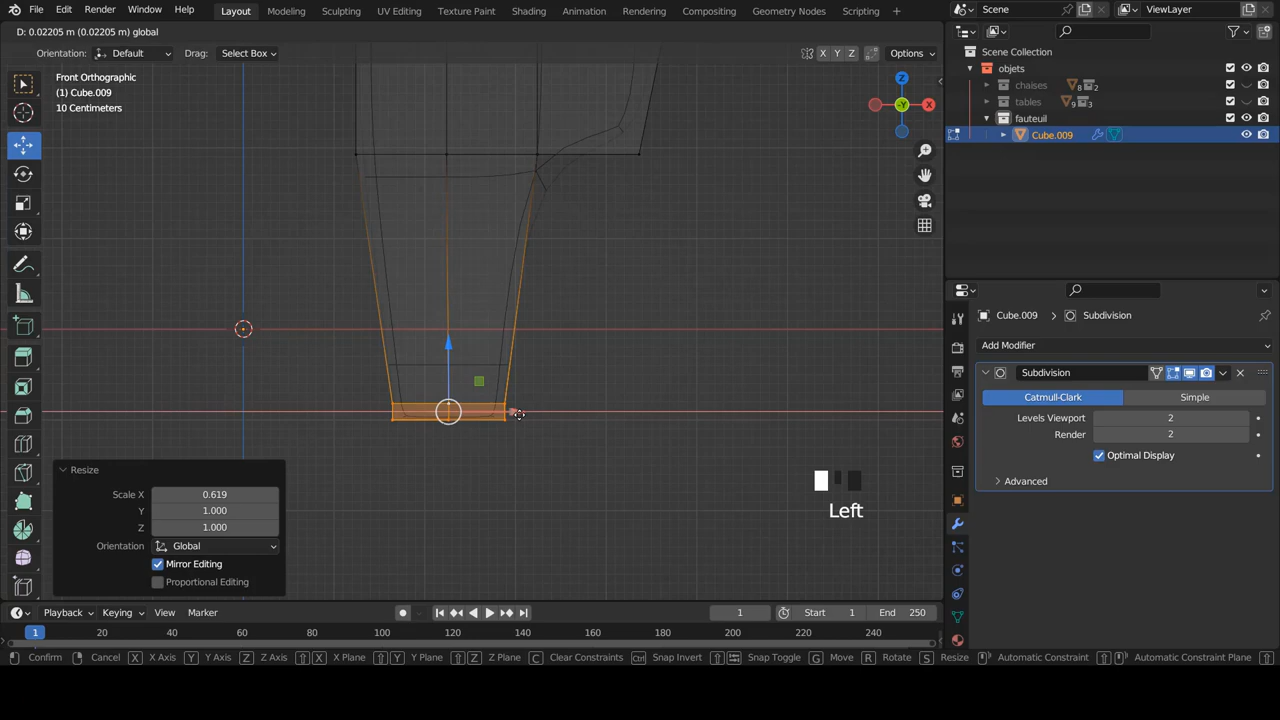 File Edit Render Window Help Layout Modeling Sculpting UV Editing Texture Paint Shading Animation Rendering Compositing Geometry Nodes Scripting Scene ViewLayer
D: 0.02205 m (0.02205 m) global
Orientation: Default Drag: Select Box X Y Z Options
Scene Collection
objets
chaises 8 2
tables 9 3
fauteuil
Cube.009
Front Orthographic
(1) Cube.009
10 Centimeters
Z
X
Y
Cube.009 > Subdivision
Add Modifier
Subdivision
Catmull-Clark Simple
Levels Viewport 2
Render 2
Optimal Display
Advanced
Resize
Scale X 0.619
Y 1.000
Z 1.000
Orientation Global
Mirror Editing
Proportional Editing
Left
Playback Keying View Marker 1 Start 1 End 250
1 20 40 60 80 100 120 140 160 180 200 220 240
Confirm Cancel X X Axis Y Y Axis Z Z Axis X X Plane Y Y Plane Z Z Plane C Clear Constraints Ctrl Snap Invert Snap Toggle G Move R Rotate S Resize Automatic Constraint Automatic Constraint Plane